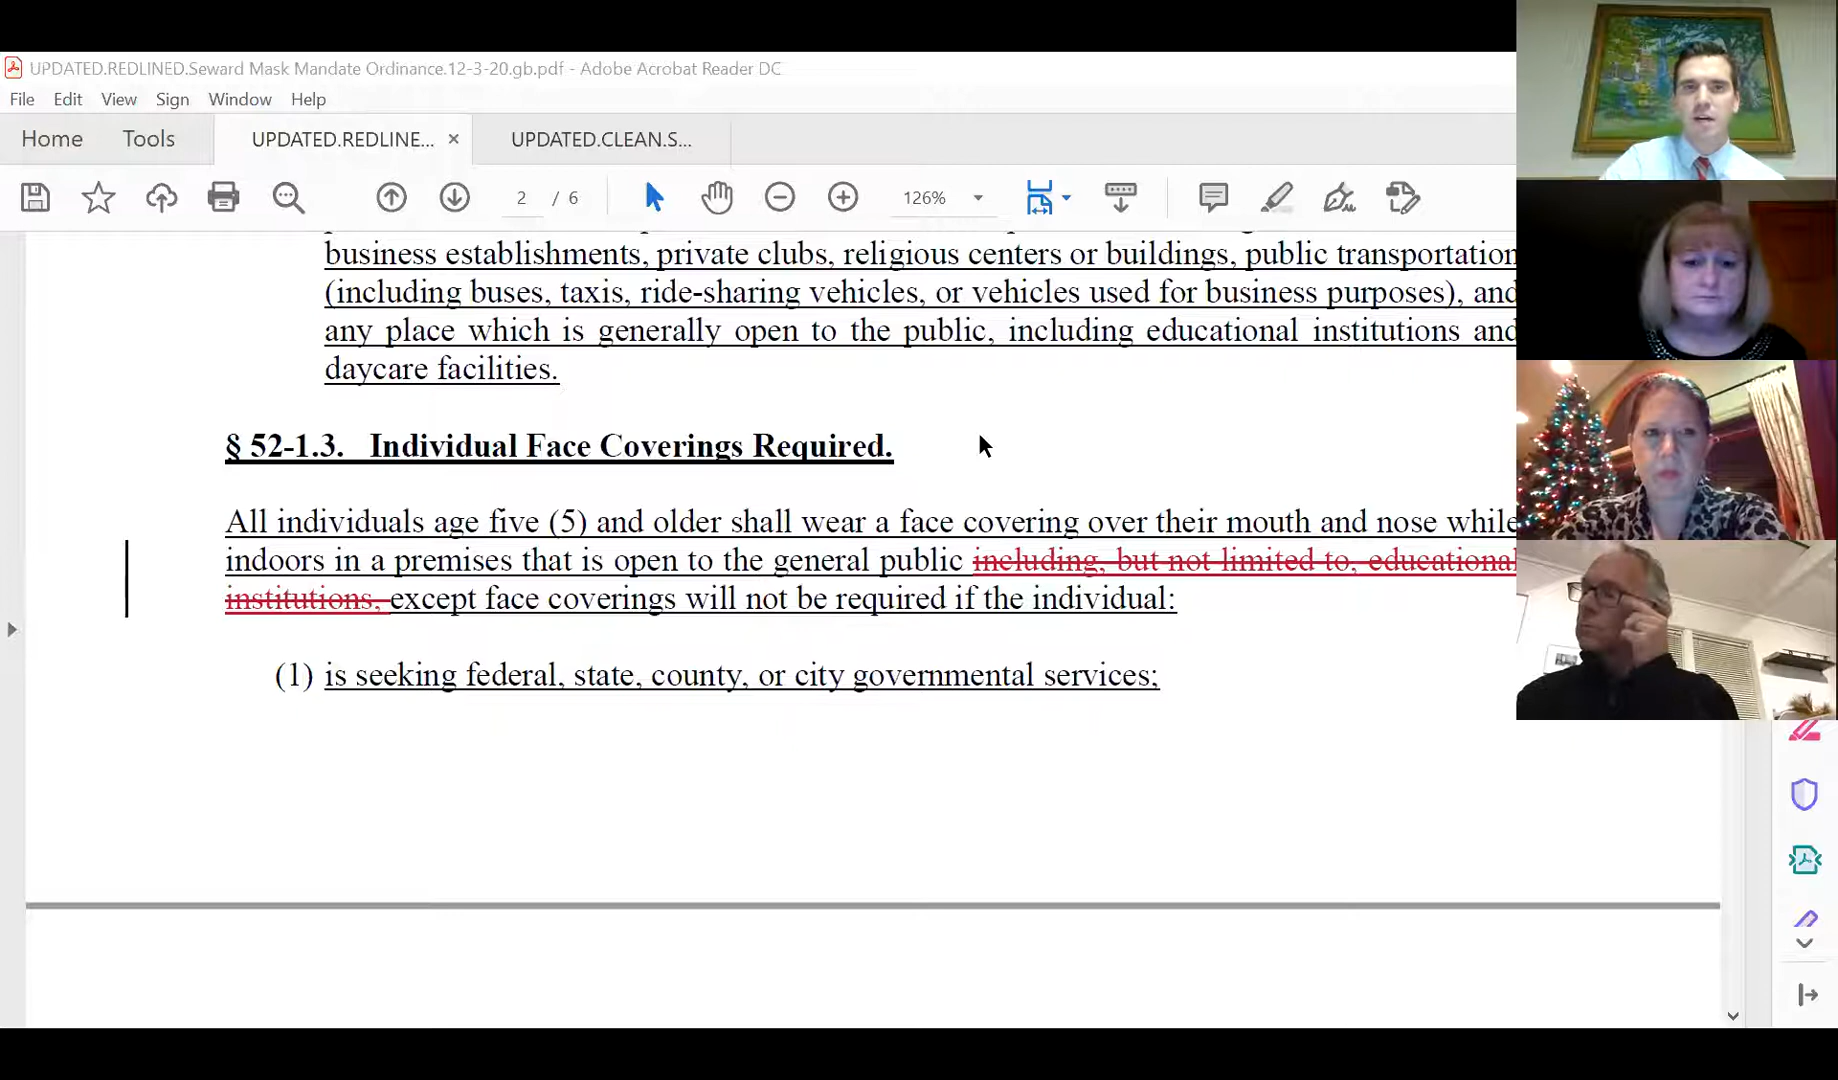 UPDATED.REDLINED.Seward Mask Mandate Ordinance.12-3-20.gb.pdf - Adobe Acrobat Reader DC
File Edit View Sign Window Help
Home Tools UPDATED.REDLINE... × UPDATED.CLEAN.S...
2 / 6 126%
business establishments, private clubs, religious centers or buildings, public transportation
(including buses, taxis, ride-sharing vehicles, or vehicles used for business purposes), and
any place which is generally open to the public, including educational institutions and
daycare facilities.
§ 52-1.3. Individual Face Coverings Required.
All individuals age five (5) and older shall wear a face covering over their mouth and nose while
indoors in a premises that is open to the general public including, but not limited to, educational
institutions, except face coverings will not be required if the individual:
(1) is seeking federal, state, county, or city governmental services;